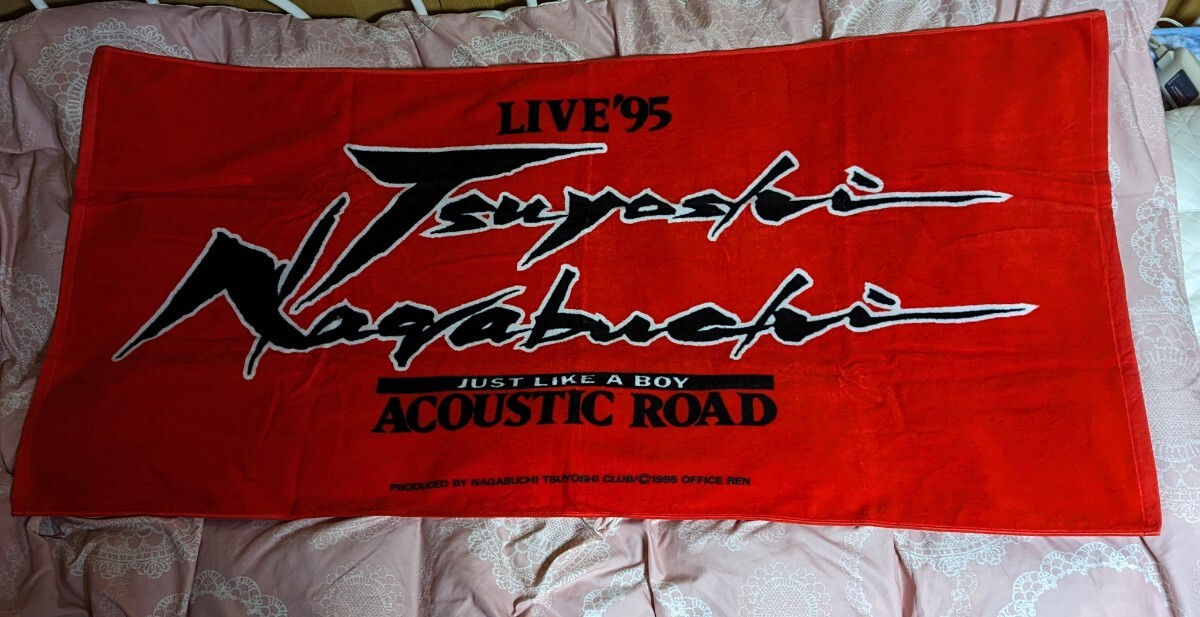 LIVE'95
Tsuyoshi
Nagabuchi
JUST LIKE A BOY
ACOUSTIC ROAD
PRODUCED BY NAGABUCHI TSUYOSHI CLUB/©1995 OFFICE REN